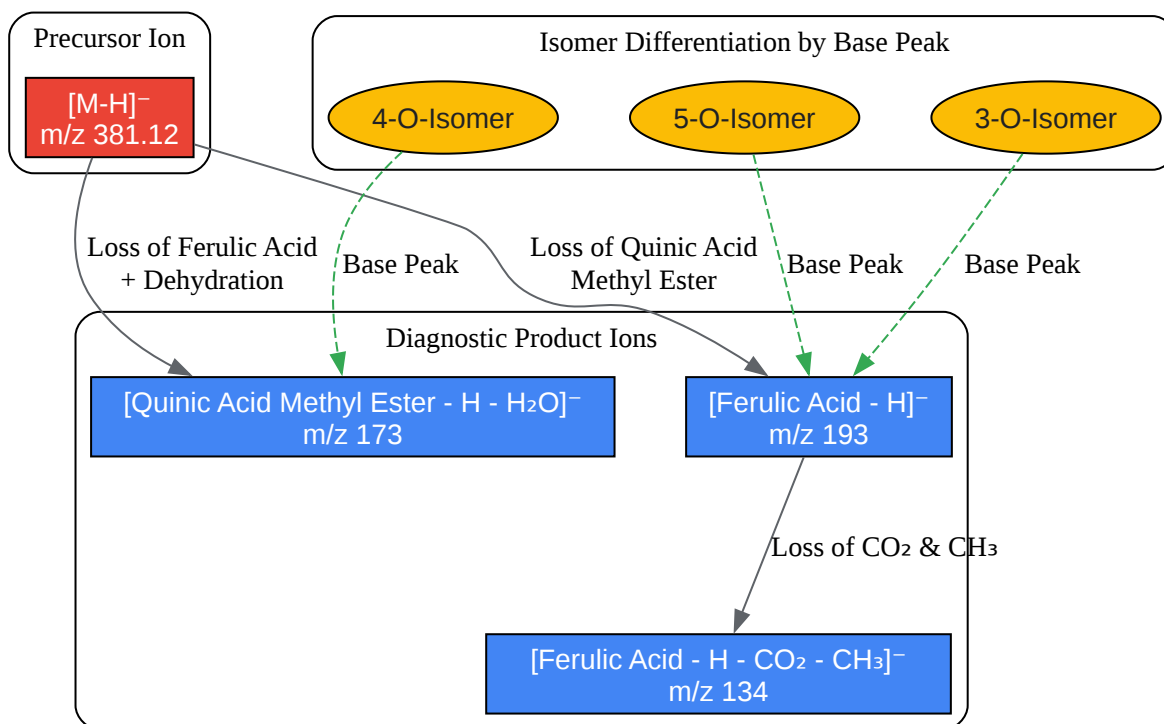 Precursor Ion
[M-H]⁻
m/z 381.12
Isomer Differentiation by Base Peak
4-O-Isomer
5-O-Isomer
3-O-Isomer
Loss of Ferulic Acid
+ Dehydration
Base Peak
Loss of Quinic Acid
Methyl Ester
Base Peak
Base Peak
Diagnostic Product Ions
[Quinic Acid Methyl Ester - H - H₂O]⁻
m/z 173
[Ferulic Acid - H]⁻
m/z 193
Loss of CO₂ & CH₃
[Ferulic Acid - H - CO₂ - CH₃]⁻
m/z 134